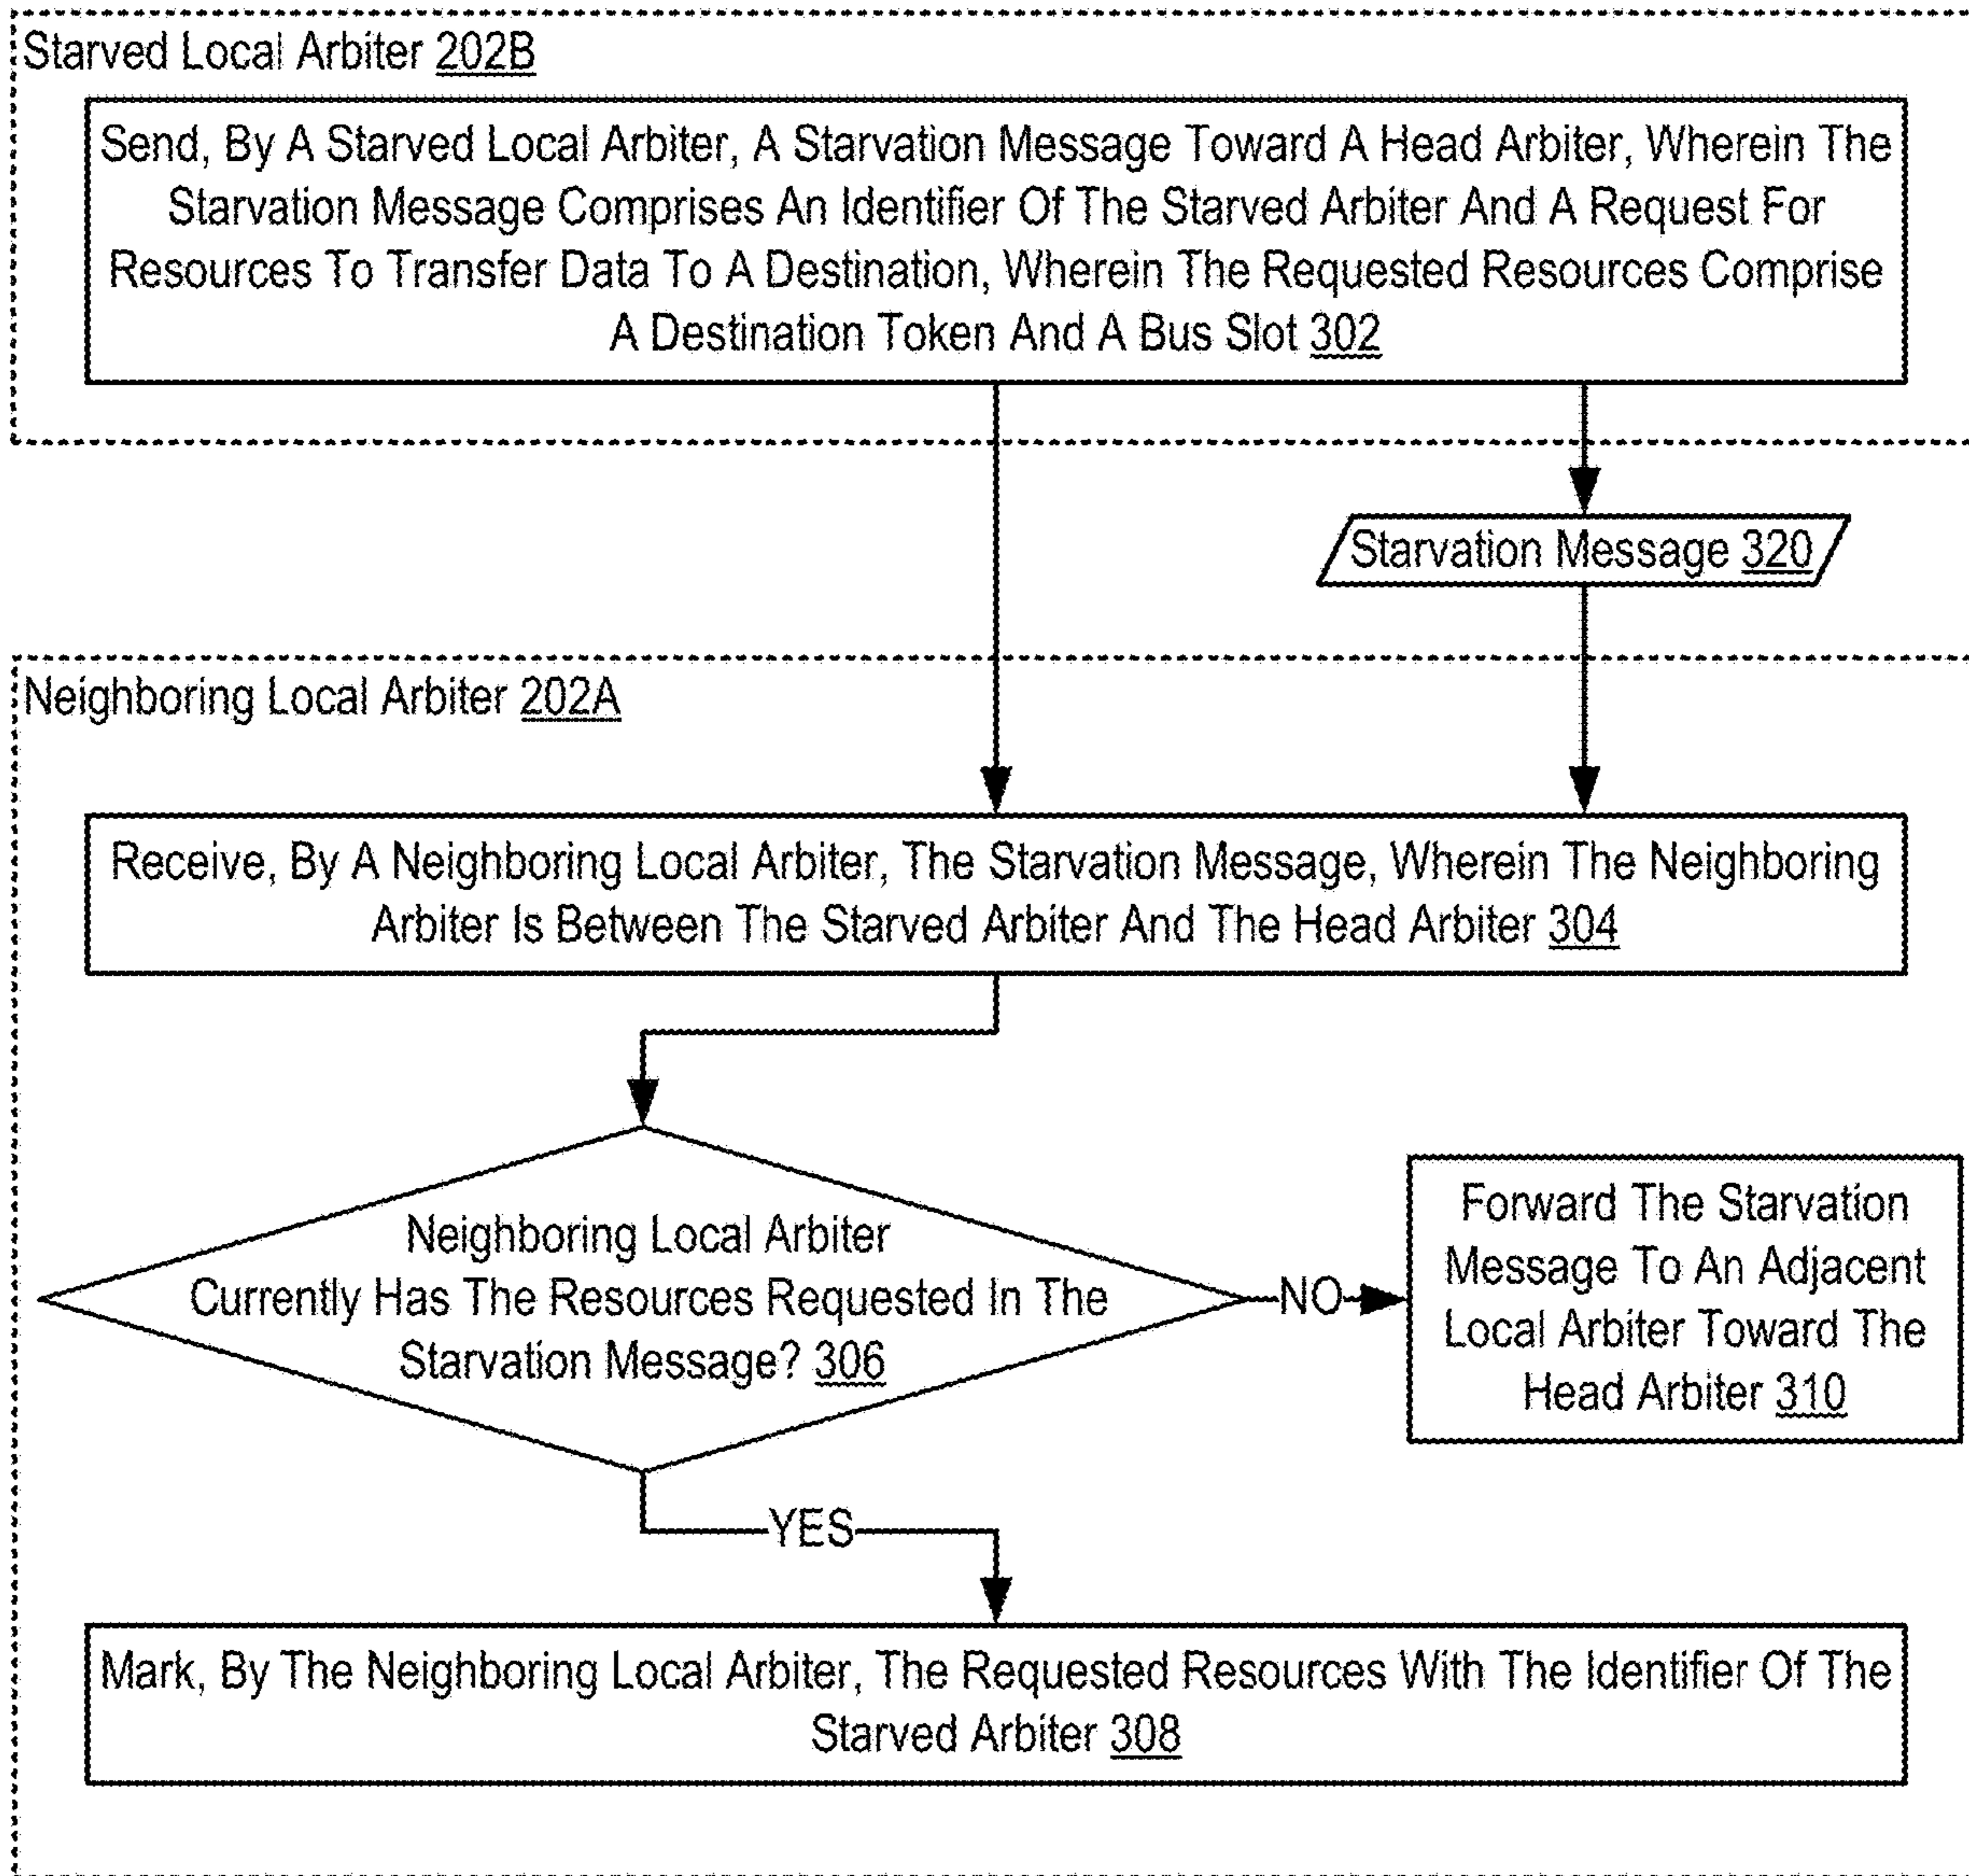 Starved Local Arbiter 202B
Send, By A Starved Local Arbiter, A Starvation Message Toward A Head Arbiter, Wherein The
Starvation Message Comprises An Identifier Of The Starved Arbiter And A Request For
Resources To Transfer Data To A Destination, Wherein The Requested Resources Comprise
A Destination Token And A Bus Slot 302
Starvation Message 320
Neighboring Local Arbiter 202A
Receive, By A Neighboring Local Arbiter, The Starvation Message, Wherein The Neighboring
Arbiter Is Between The Starved Arbiter And The Head Arbiter 304
Neighboring Local Arbiter
Currently Has The Resources Requested In The
Starvation Message? 306
NO
Forward The Starvation
Message To An Adjacent
Local Arbiter Toward The
Head Arbiter 310
YES
Mark, By The Neighboring Local Arbiter, The Requested Resources With The Identifier Of The
Starved Arbiter 308